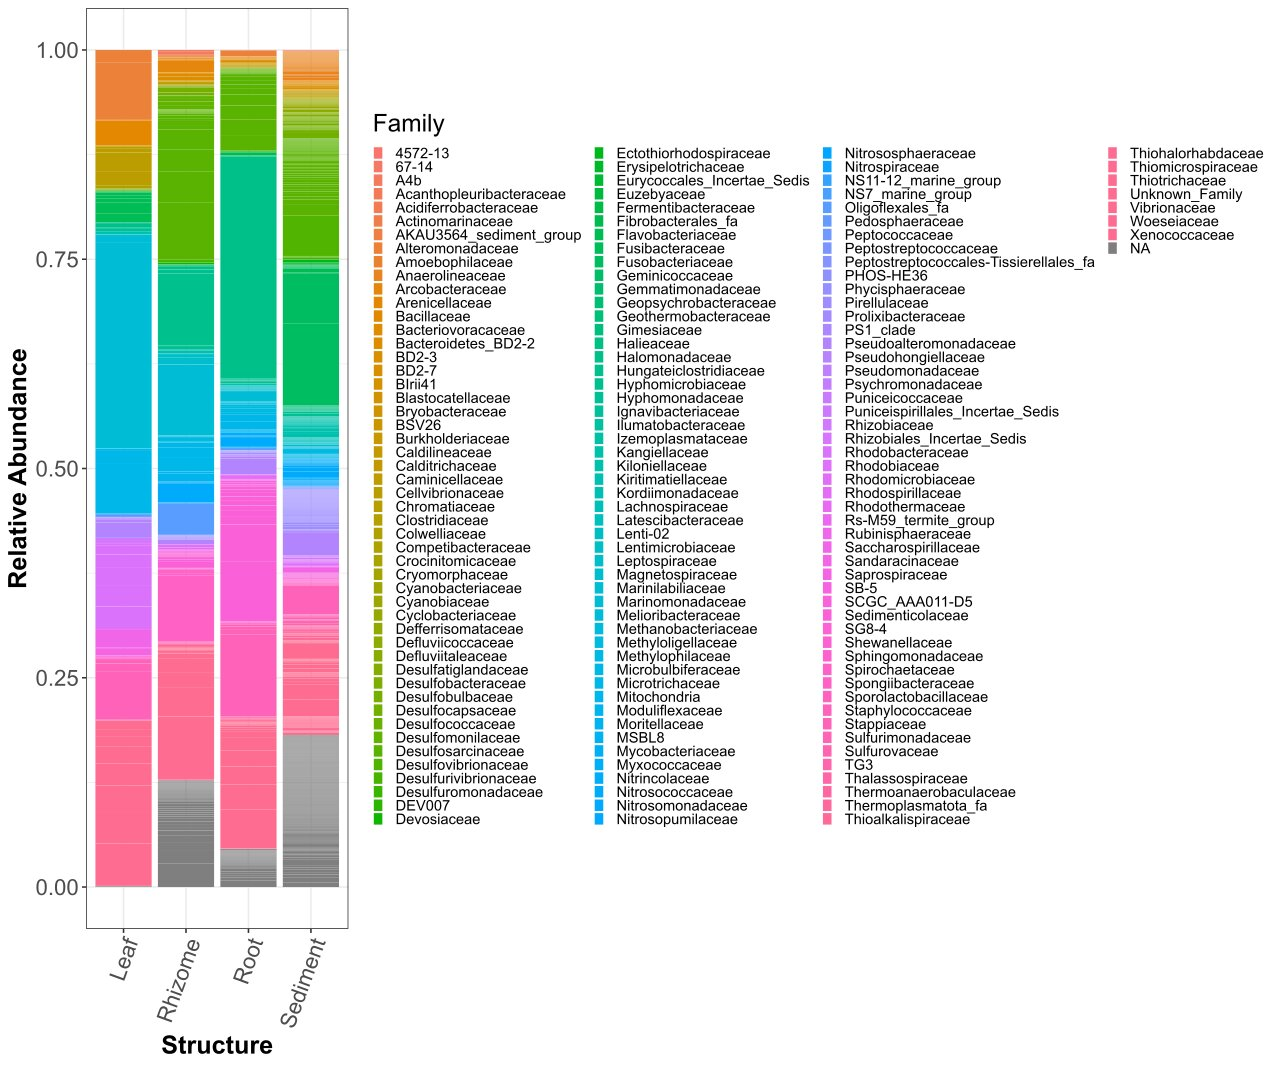 1.00
0.75
0.50
0.25
0.00
Relative Abundance
Leaf
Rhizome
Root
Sediment
Structure
Family
4572-13
67-14
A4b
Acanthopleuribacteraceae
Acidiferrobacteraceae
Actinomarinaceae
AKAU3564_sediment_group
Alteromonadaceae
Amoebophilaceae
Anaerolineaceae
Arcobacteraceae
Arenicellaceae
Bacillaceae
Bacteriovoracaceae
Bacteroidetes_BD2-2
BD2-3
BD2-7
BIrii41
Blastocatellaceae
Bryobacteraceae
BSV26
Burkholderiaceae
Caldilineaceae
Calditrichaceae
Caminicellaceae
Cellvibrionaceae
Chromatiaceae
Clostridiaceae
Colwelliaceae
Competibacteraceae
Crocinitomicaceae
Cryomorphaceae
Cyanobacteriaceae
Cyanobiaceae
Cyclobacteriaceae
Defferrisomataceae
Defluviicoccaceae
Defluviitaleaceae
Desulfatiglandaceae
Desulfobacteraceae
Desulfobulbaceae
Desulfocapsaceae
Desulfococcaceae
Desulfomonilaceae
Desulfosarcinaceae
Desulfovibrionaceae
Desulfurivibrionaceae
Desulfuromonadaceae
DEV007
Devosiaceae
Ectothiorhodospiraceae
Erysipelotrichaceae
Eurycoccales_Incertae_Sedis
Euzebyaceae
Fermentibacteraceae
Fibrobacterales_fa
Flavobacteriaceae
Fusibacteraceae
Fusobacteriaceae
Geminicoccaceae
Gemmatimonadaceae
Geopsychrobacteraceae
Geothermobacteraceae
Gimesiaceae
Halieaceae
Halomonadaceae
Hungateiclostridiaceae
Hyphomicrobiaceae
Hyphomonadaceae
Ignavibacteriaceae
Ilumatobacteraceae
Izemoplasmataceae
Kangiellaceae
Kiloniellaceae
Kiritimatiellaceae
Kordiimonadaceae
Lachnospiraceae
Latescibacteraceae
Lenti-02
Lentimicrobiaceae
Leptospiraceae
Magnetospiraceae
Marinilabiliaceae
Marinomonadaceae
Melioribacteraceae
Methanobacteriaceae
Methyloligellaceae
Methylophilaceae
Microbulbiferaceae
Microtrichaceae
Mitochondria
Moduliflexaceae
Moritellaceae
MSBL8
Mycobacteriaceae
Myxococcaceae
Nitrincolaceae
Nitrosococcaceae
Nitrosomonadaceae
Nitrosopumilaceae
Nitrososphaeraceae
Nitrospiraceae
NS11-12_marine_group
NS7_marine_group
Oligoflexales_fa
Pedosphaeraceae
Peptococcaceae
Peptostreptococcaceae
Peptostreptococcales-Tissierellales_fa
PHOS-HE36
Phycisphaeraceae
Pirellulaceae
Prolixibacteraceae
PS1_clade
Pseudoalteromonadaceae
Pseudohongiellaceae
Pseudomonadaceae
Psychromonadaceae
Puniceicoccaceae
Puniceispirillales_Incertae_Sedis
Rhizobiaceae
Rhizobiales_Incertae_Sedis
Rhodobacteraceae
Rhodobiaceae
Rhodomicrobiaceae
Rhodospirillaceae
Rhodothermaceae
Rs-M59_termite_group
Rubinisphaeraceae
Saccharospirillaceae
Sandaracinaceae
Saprospiraceae
SB-5
SCGC_AAA011-D5
Sedimenticolaceae
SG8-4
Shewanellaceae
Sphingomonadaceae
Spirochaetaceae
Spongiibacteraceae
Sporolactobacillaceae
Staphylococcaceae
Stappiaceae
Sulfurimonadaceae
Sulfurovaceae
TG3
Thalassospiraceae
Thermoanaerobaculaceae
Thermoplasmatota_fa
Thioalkalispiraceae
Thiohalorhabdaceae
Thiomicrospiraceae
Thiotrichaceae
Unknown_Family
Vibrionaceae
Woeseiaceae
Xenococcaceae
NA